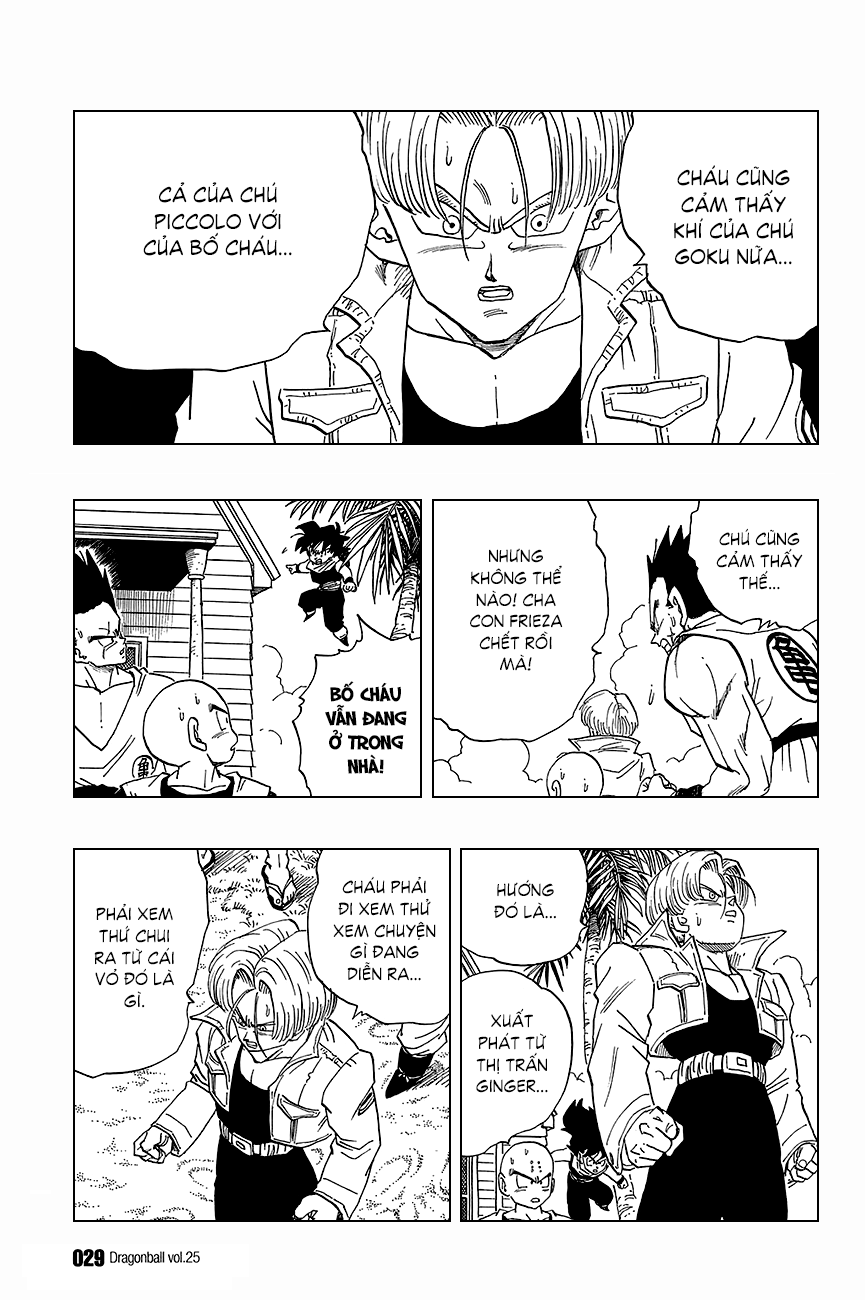 CHÁU CŨNG
CẢM THẤY
KHÍ CỦA CHÚ
GOKU NỮA...
CẢ CỦA CHÚ
PICCOLO VỚI
CỦA BỐ CHÁU...
CHÚ CŨNG
CẢM THẤY
THẾ...
NHƯNG
KHÔNG THỂ
NÀO! CHA
CON FRIEZA
CHẾT RỒI
MÀ!
BỐ CHÁU
VẪN ĐANG
Ở TRONG
NHÀ!
HƯỚNG
ĐÓ LÀ...
XUẤT
PHÁT TỪ
THỊ TRẤN
GINGER...
CHÁU PHẢI
ĐI XEM THỬ
XEM CHUYỆN
GÌ ĐANG
DIỄN RA...
PHẢI XEM
THỨ CHUI
RA TỪ CÁI
VỎ ĐÓ LÀ
GÌ.
亀
亀
029 Dragonball vol.25